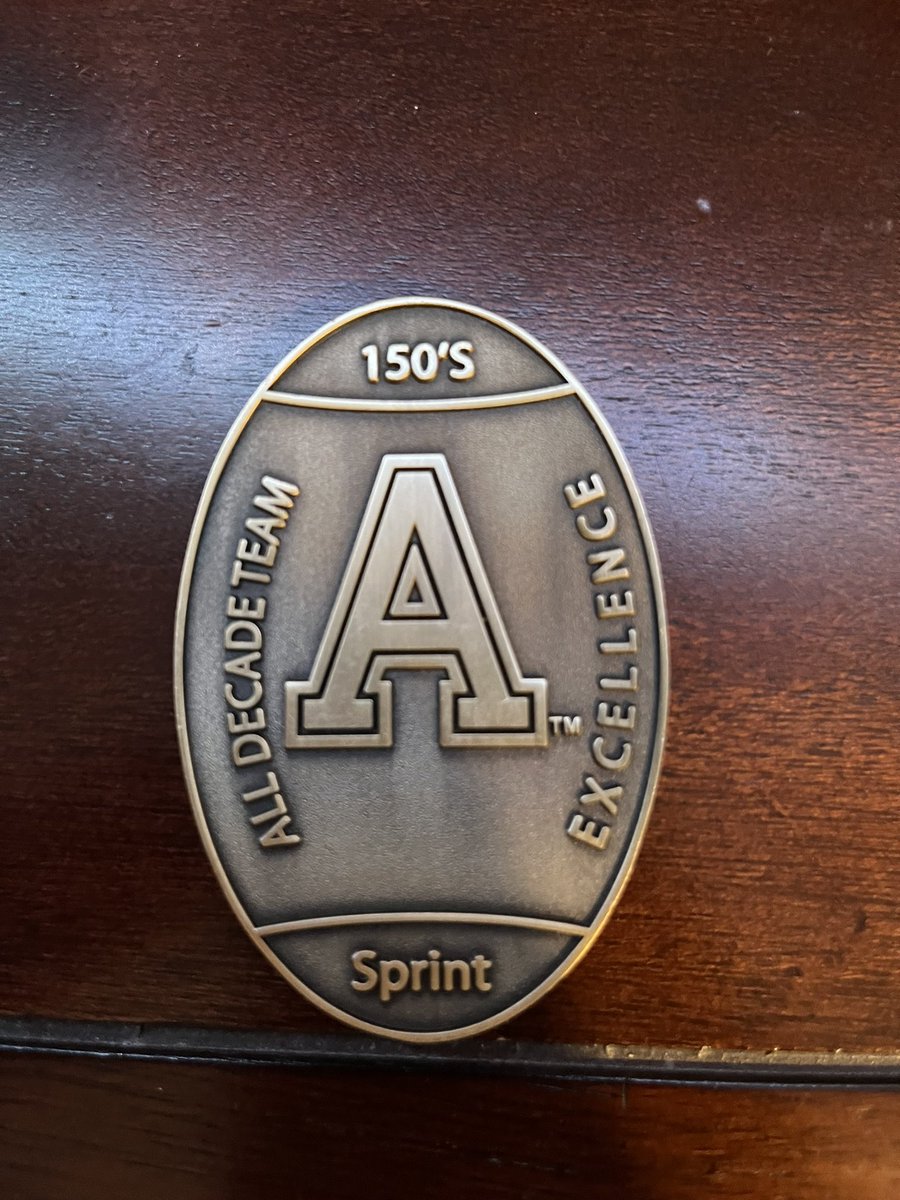 150'S
ALL DECADE TEAM
A
TM
EXCELLENCE
Sprint